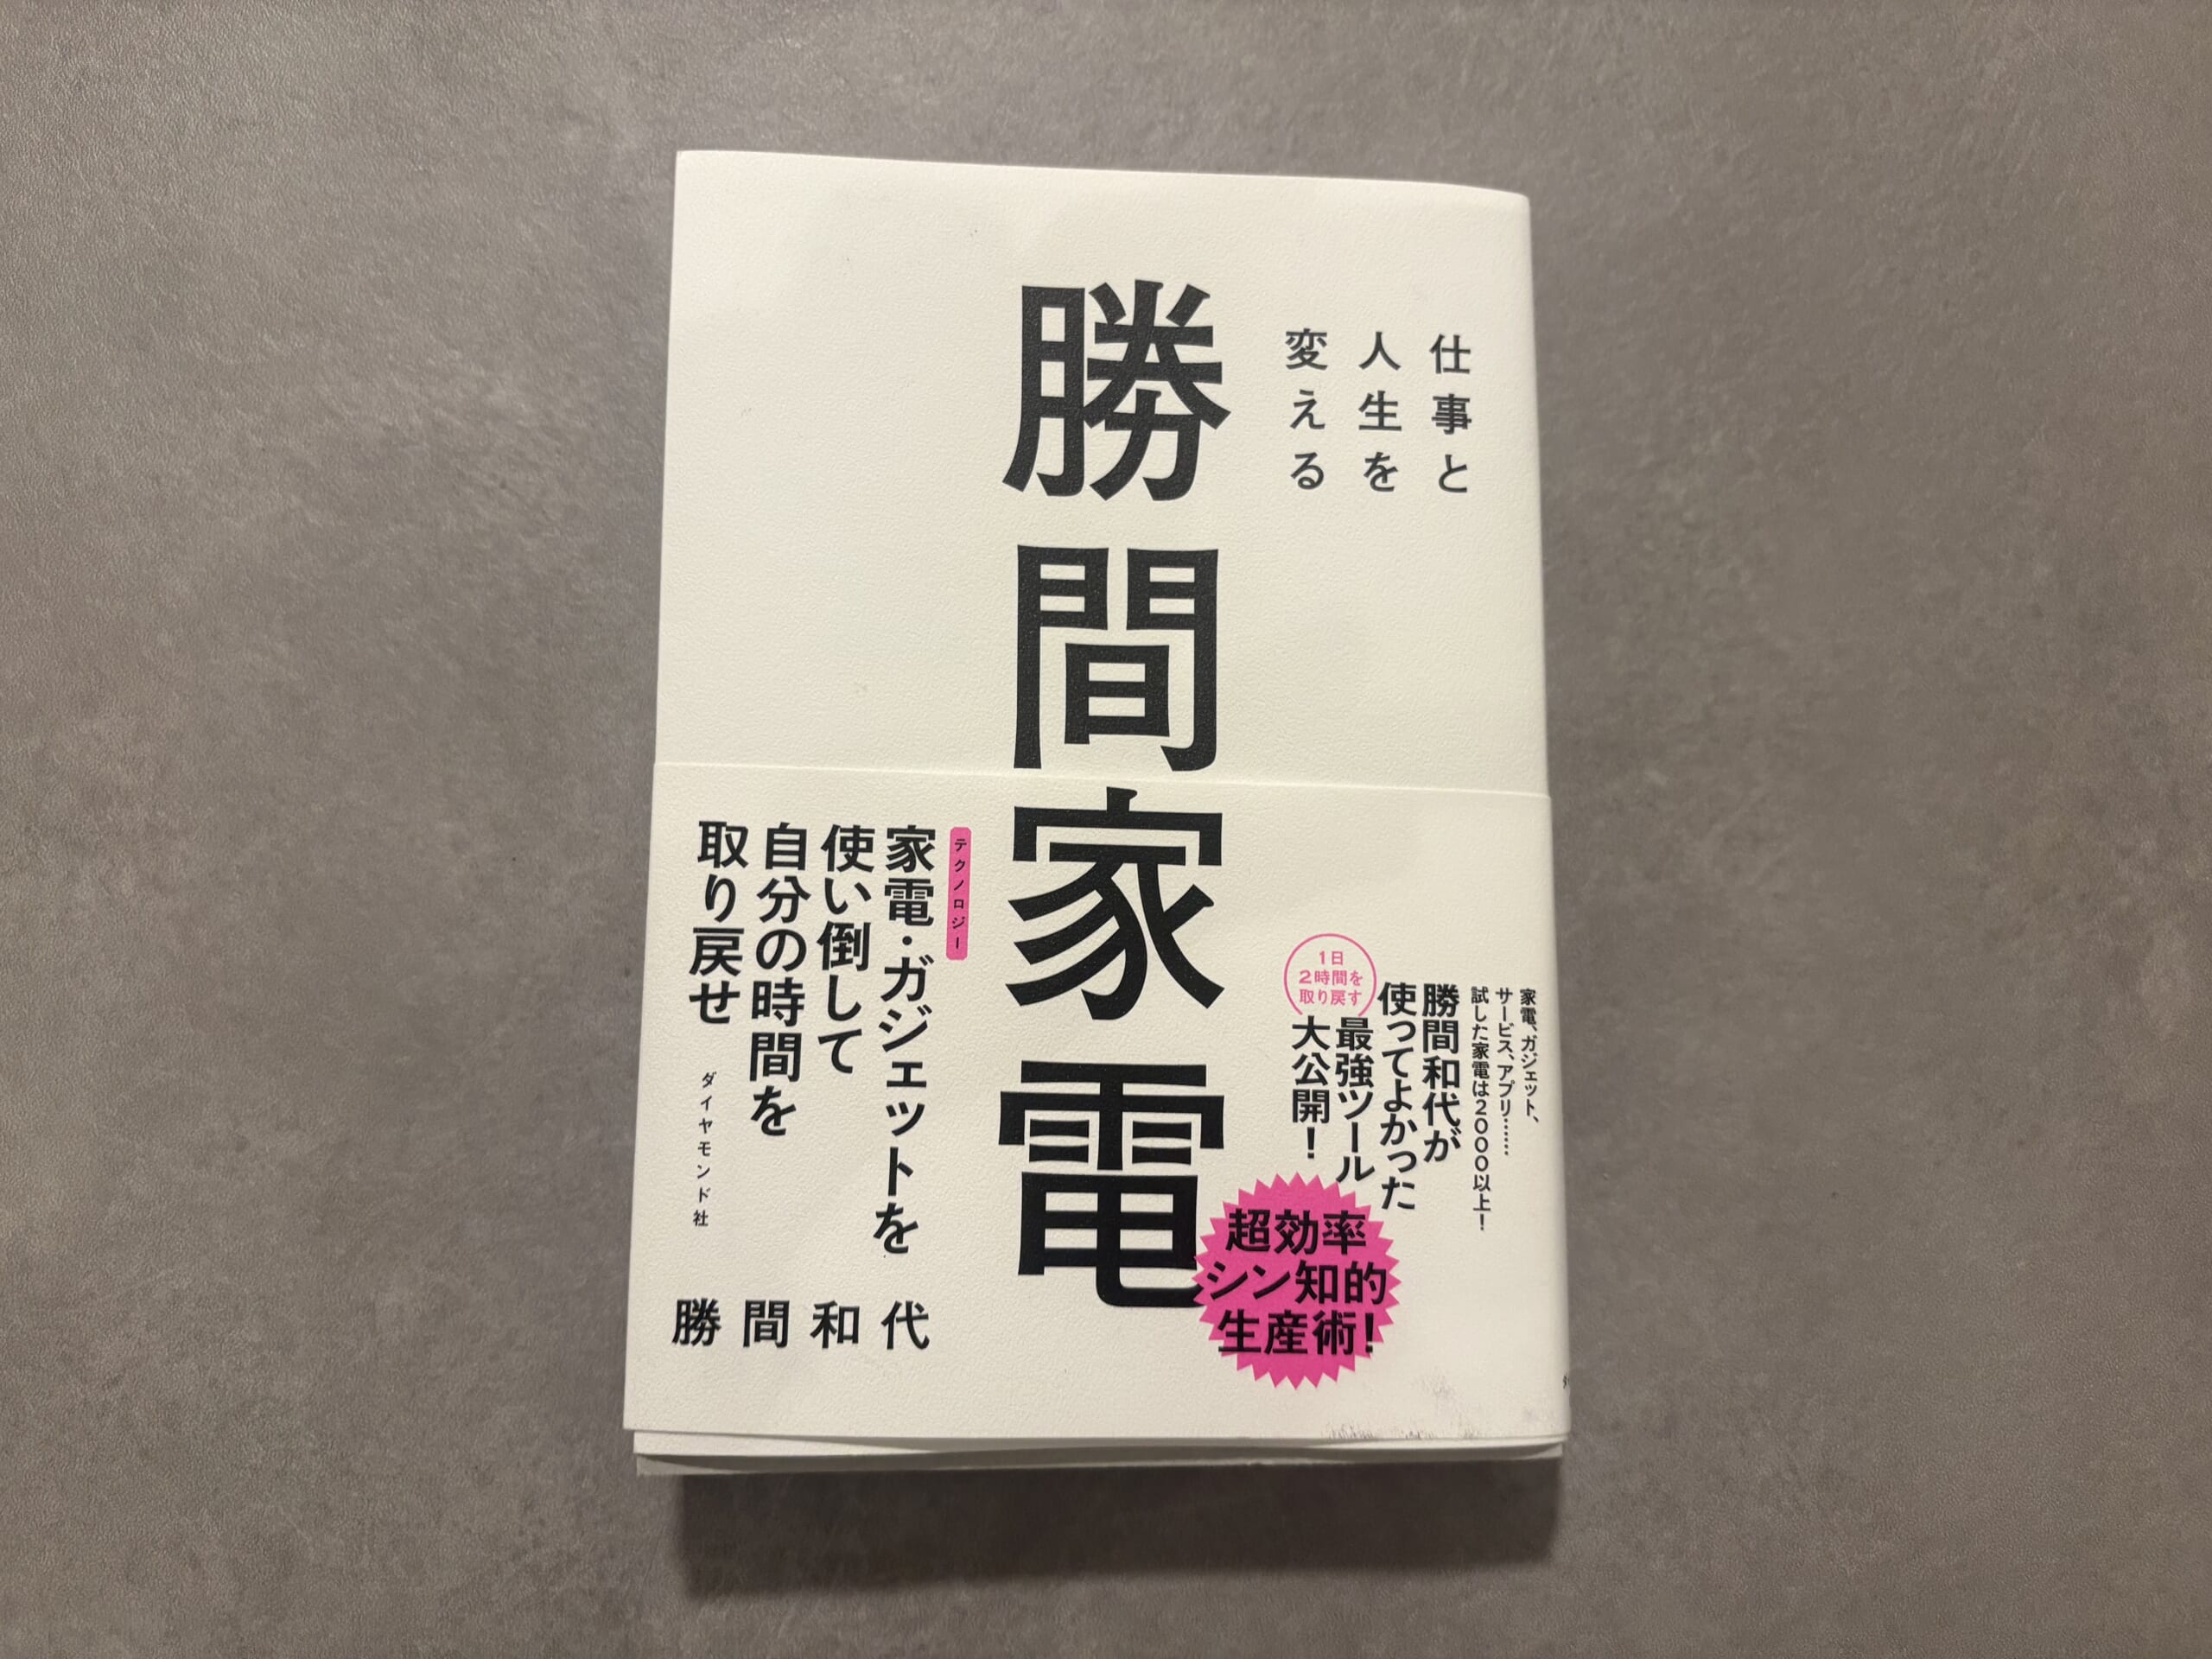 仕事と
人生を
変える
勝間家電
家電、ガジェット、
サービス、アプリ……
試した家電は2000以上！
勝間和代が
使ってよかった
最強ツール
大公開！
1日
2時間を
取り戻す
超効率
シン知的
生産術！
テクノロジー
家電・ガジェットを
使い倒して
自分の時間を
取り戻せ
ダイヤモンド社
勝間和代